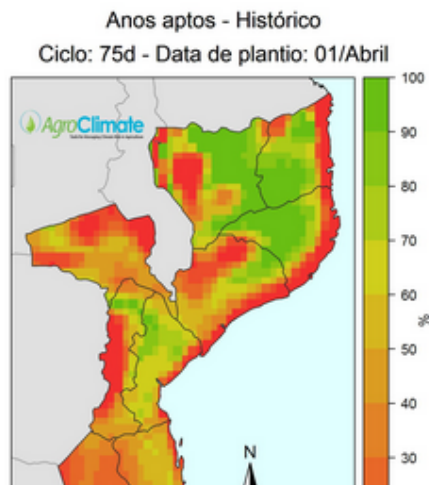 Anos aptos - Histórico
Ciclo: 75d - Data de plantio: 01/Abril
AgroClimate
100
90
80
70
60
%
50
40
30
N